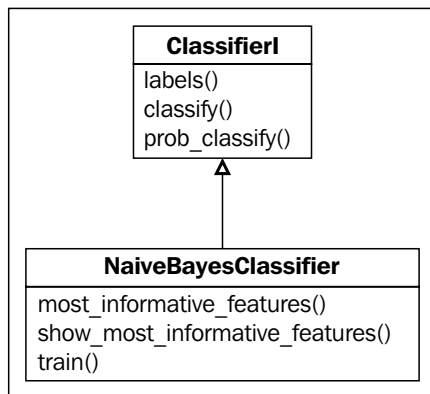 ClassifierI
labels()
classify()
prob_classify()
NaiveBayesClassifier
most_informative_features()
show_most_informative_features()
train()